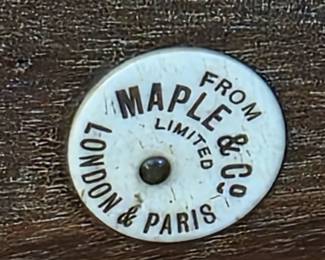 FROM
MAPLE & Co
LIMITED
LONDON & PARIS